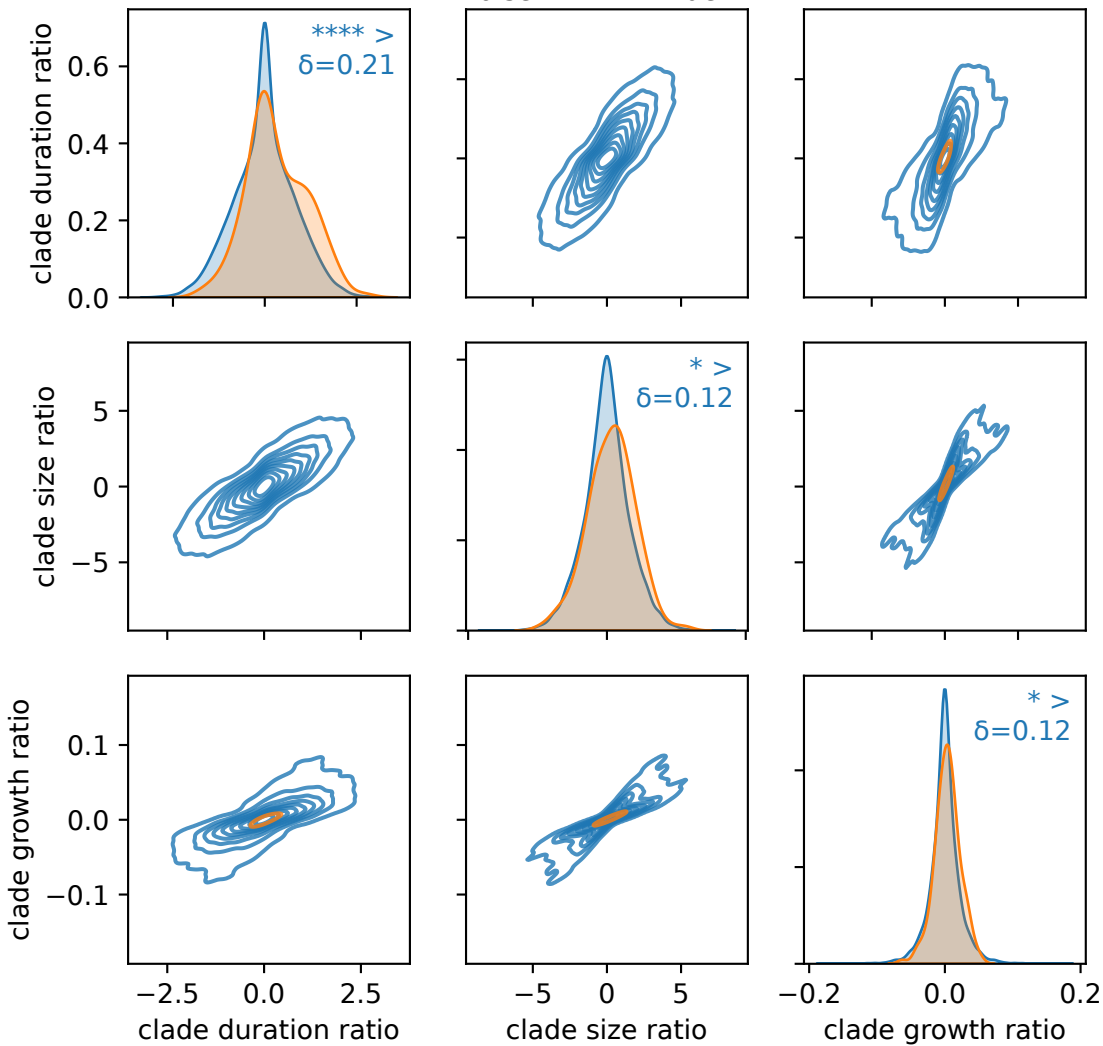 clade duration ratio
0.6
0.4
0.2
0.0
**** >
δ=0.21
clade size ratio
5
0
−5
* >
δ=0.12
clade growth ratio
0.1
0.0
−0.1
* >
δ=0.12
−2.5 0.0 2.5
−5 0 5
−0.2 0.0 0.2
clade duration ratio
clade size ratio
clade growth ratio